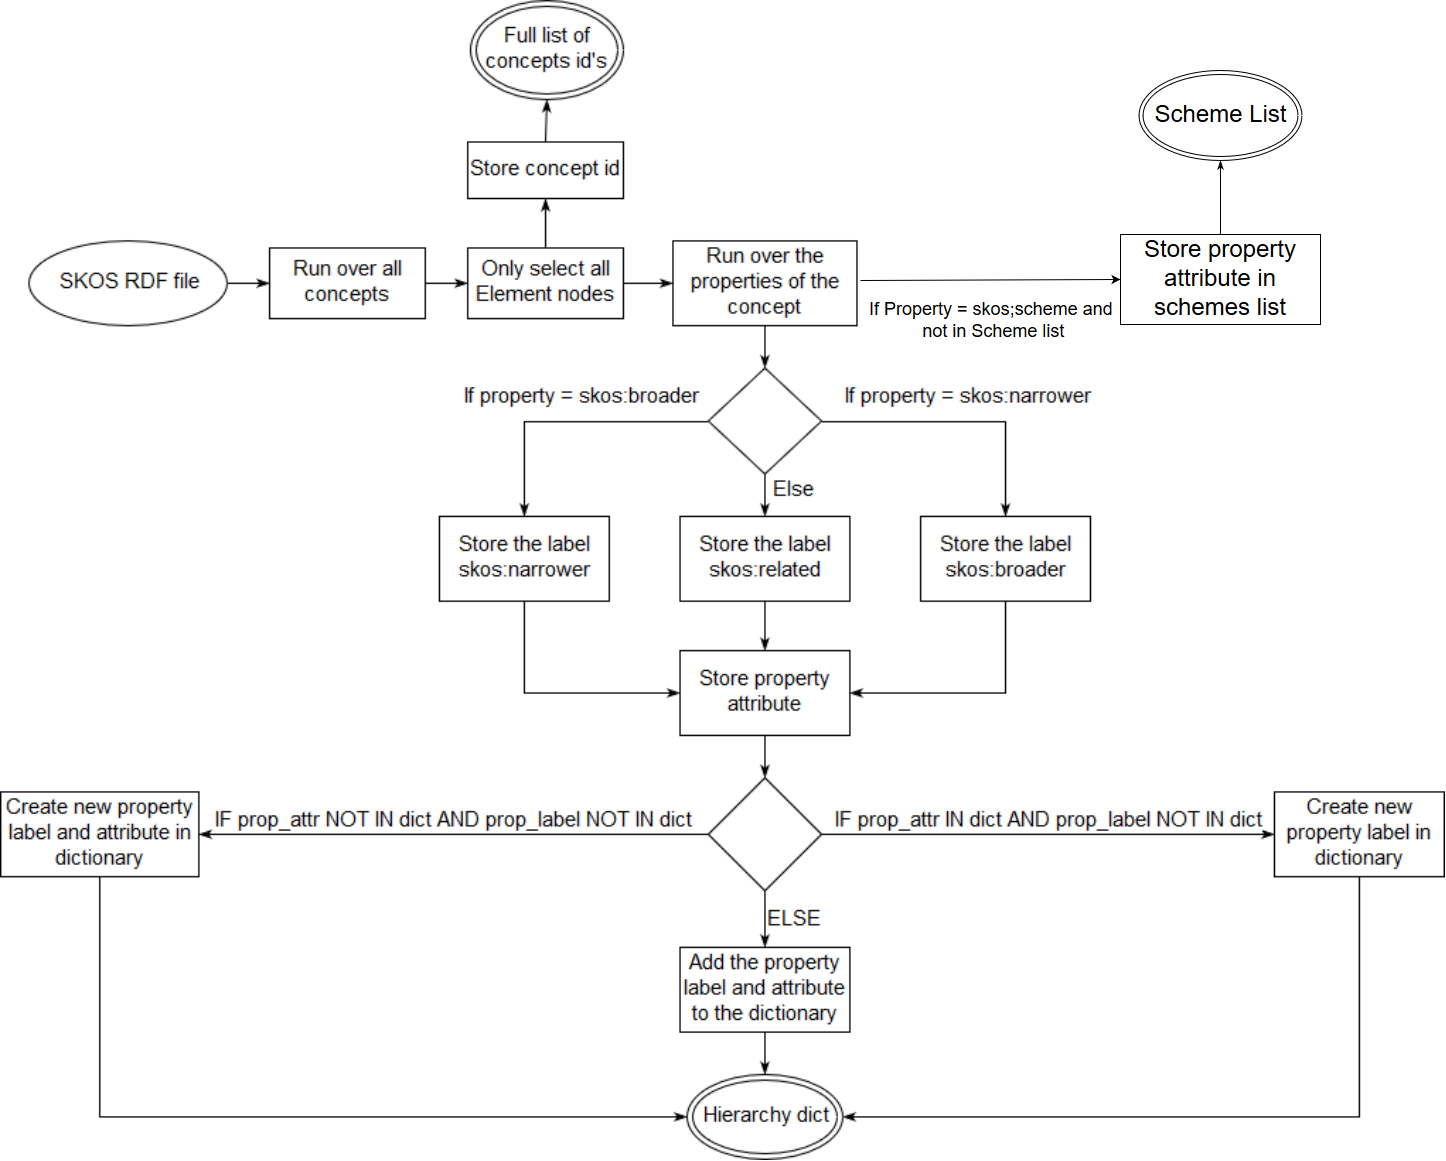 Full list of
concepts id's
Scheme List
Store concept id
SKOS RDF file
Run over all
concepts
Only select all
Element nodes
Run over the
properties of the
concept
If Property = skos;scheme and
not in Scheme list
Store property
attribute in
schemes list
If property = skos:broader
If property = skos:narrower
Else
Store the label
skos:narrower
Store the label
skos:related
Store the label
skos:broader
Store property
attribute
Create new property
label and attribute in
dictionary
IF prop_attr NOT IN dict AND prop_label NOT IN dict
IF prop_attr IN dict AND prop_label NOT IN dict
Create new
property label in
dictionary
ELSE
Add the property
label and attribute
to the dictionary
Hierarchy dict